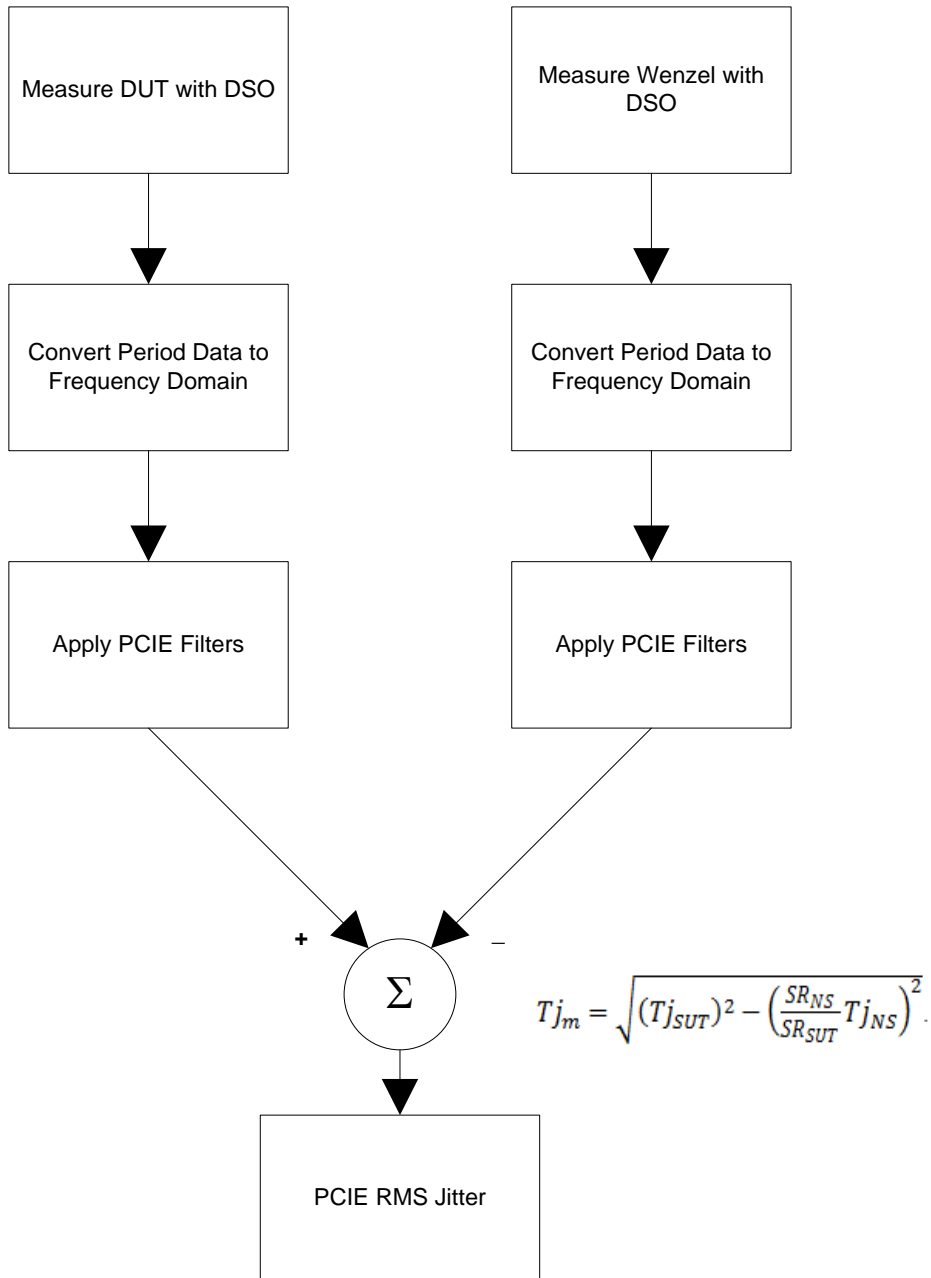 Measure DUT with DSO
Measure Wenzel with
DSO
Convert Period Data to
Frequency Domain
Convert Period Data to
Frequency Domain
Apply PCIE Filters
Apply PCIE Filters
+
−
Σ
Tj_m = √((Tj_SUT)² − (SR_NS/SR_SUT Tj_NS)²).
PCIE RMS Jitter